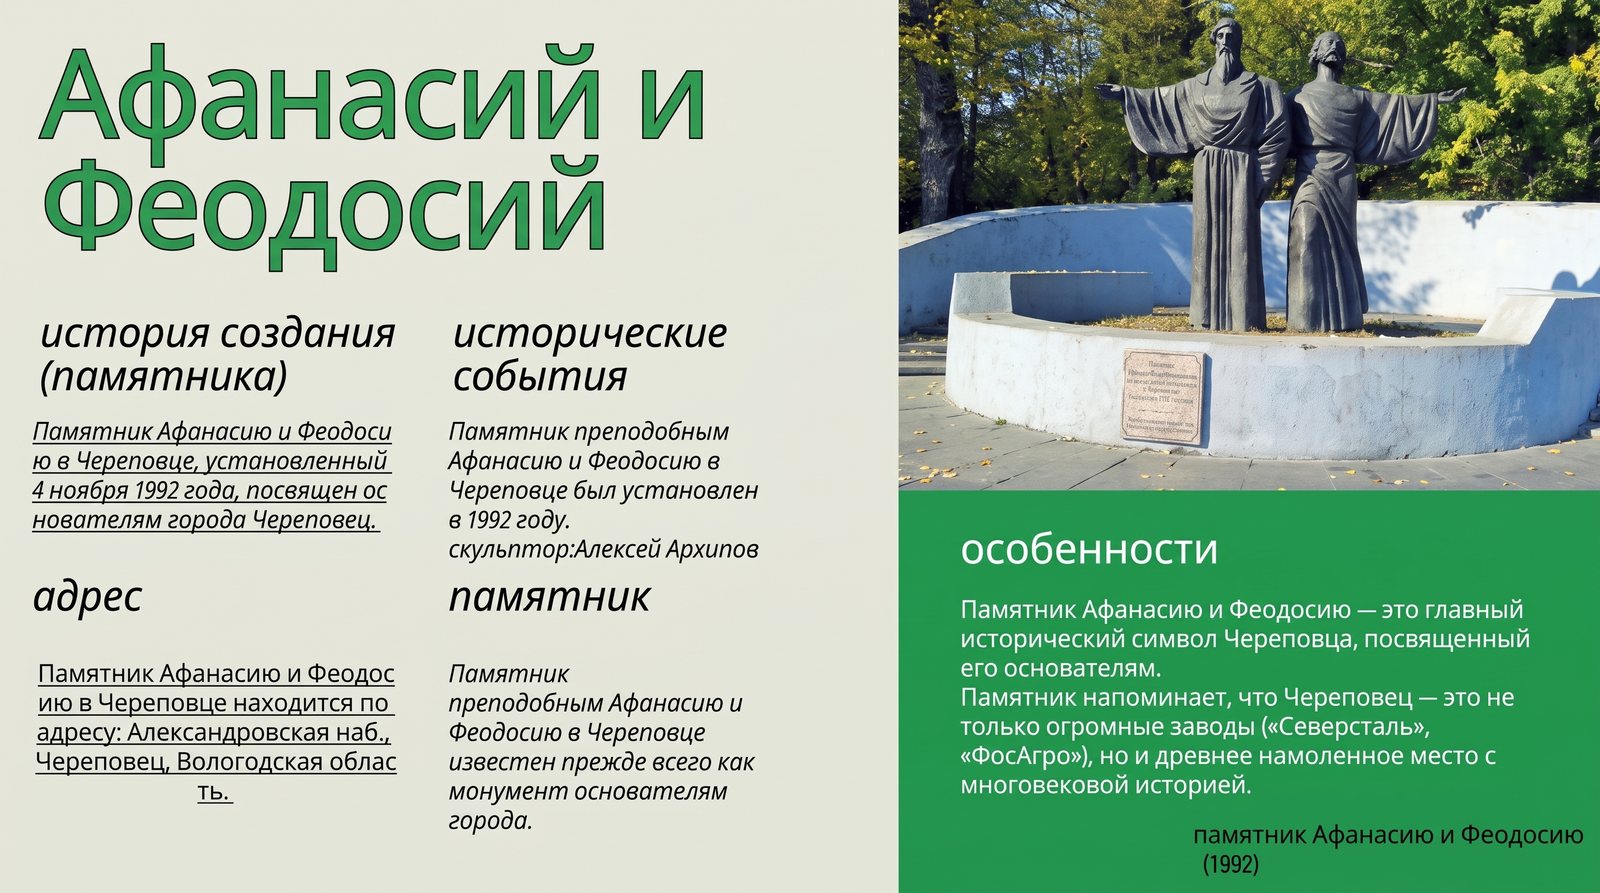 Афанасий и
Феодосий
история создания
(памятника)
Памятник Афанасию и Феодоси
ю в Череповце, установленный
4 ноября 1992 года, посвящен ос
нователям города Череповец.
исторические
события
Памятник преподобным
Афанасию и Феодосию в
Череповце был установлен
в 1992 году.
скульптор:Алексей Архипов
адрес
Памятник Афанасию и Феодос
ию в Череповце находится по
адресу: Александровская наб.,
Череповец, Вологодская облас
ть.
памятник
Памятник
преподобным Афанасию и
Феодосию в Череповце
известен прежде всего как
монумент основателям
города.
особенности
Памятник Афанасию и Феодосию — это главный
исторический символ Череповца, посвященный
его основателям.
Памятник напоминает, что Череповец — это не
только огромные заводы («Северсталь»,
«ФосАгро»), но и древнее намоленное место с
многовековой историей.
памятник Афанасию и Феодосию
(1992)